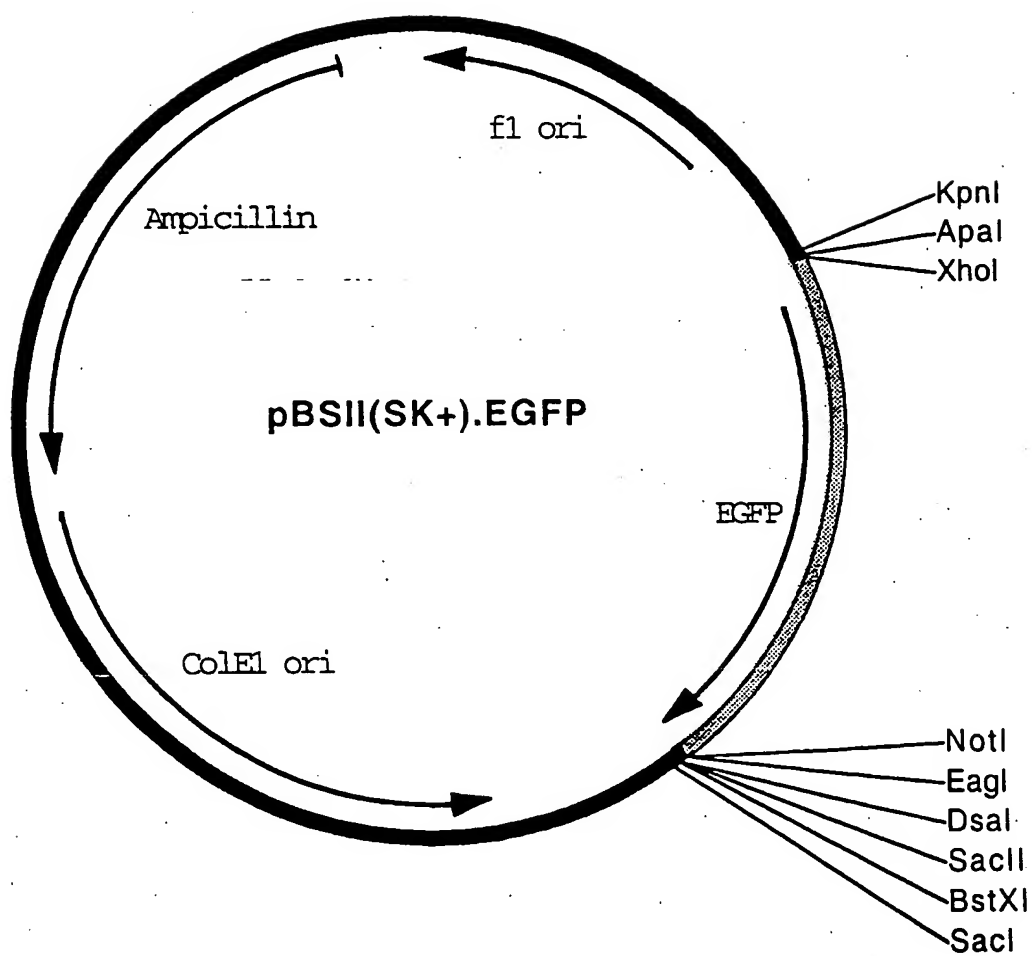 f1 ori
Ampicillin
KpnI
ApaI
XhoI
pBSII(SK+).EGFP
EGFP
ColE1 ori
NotI
EagI
DsaI
SacII
BstXI
SacI